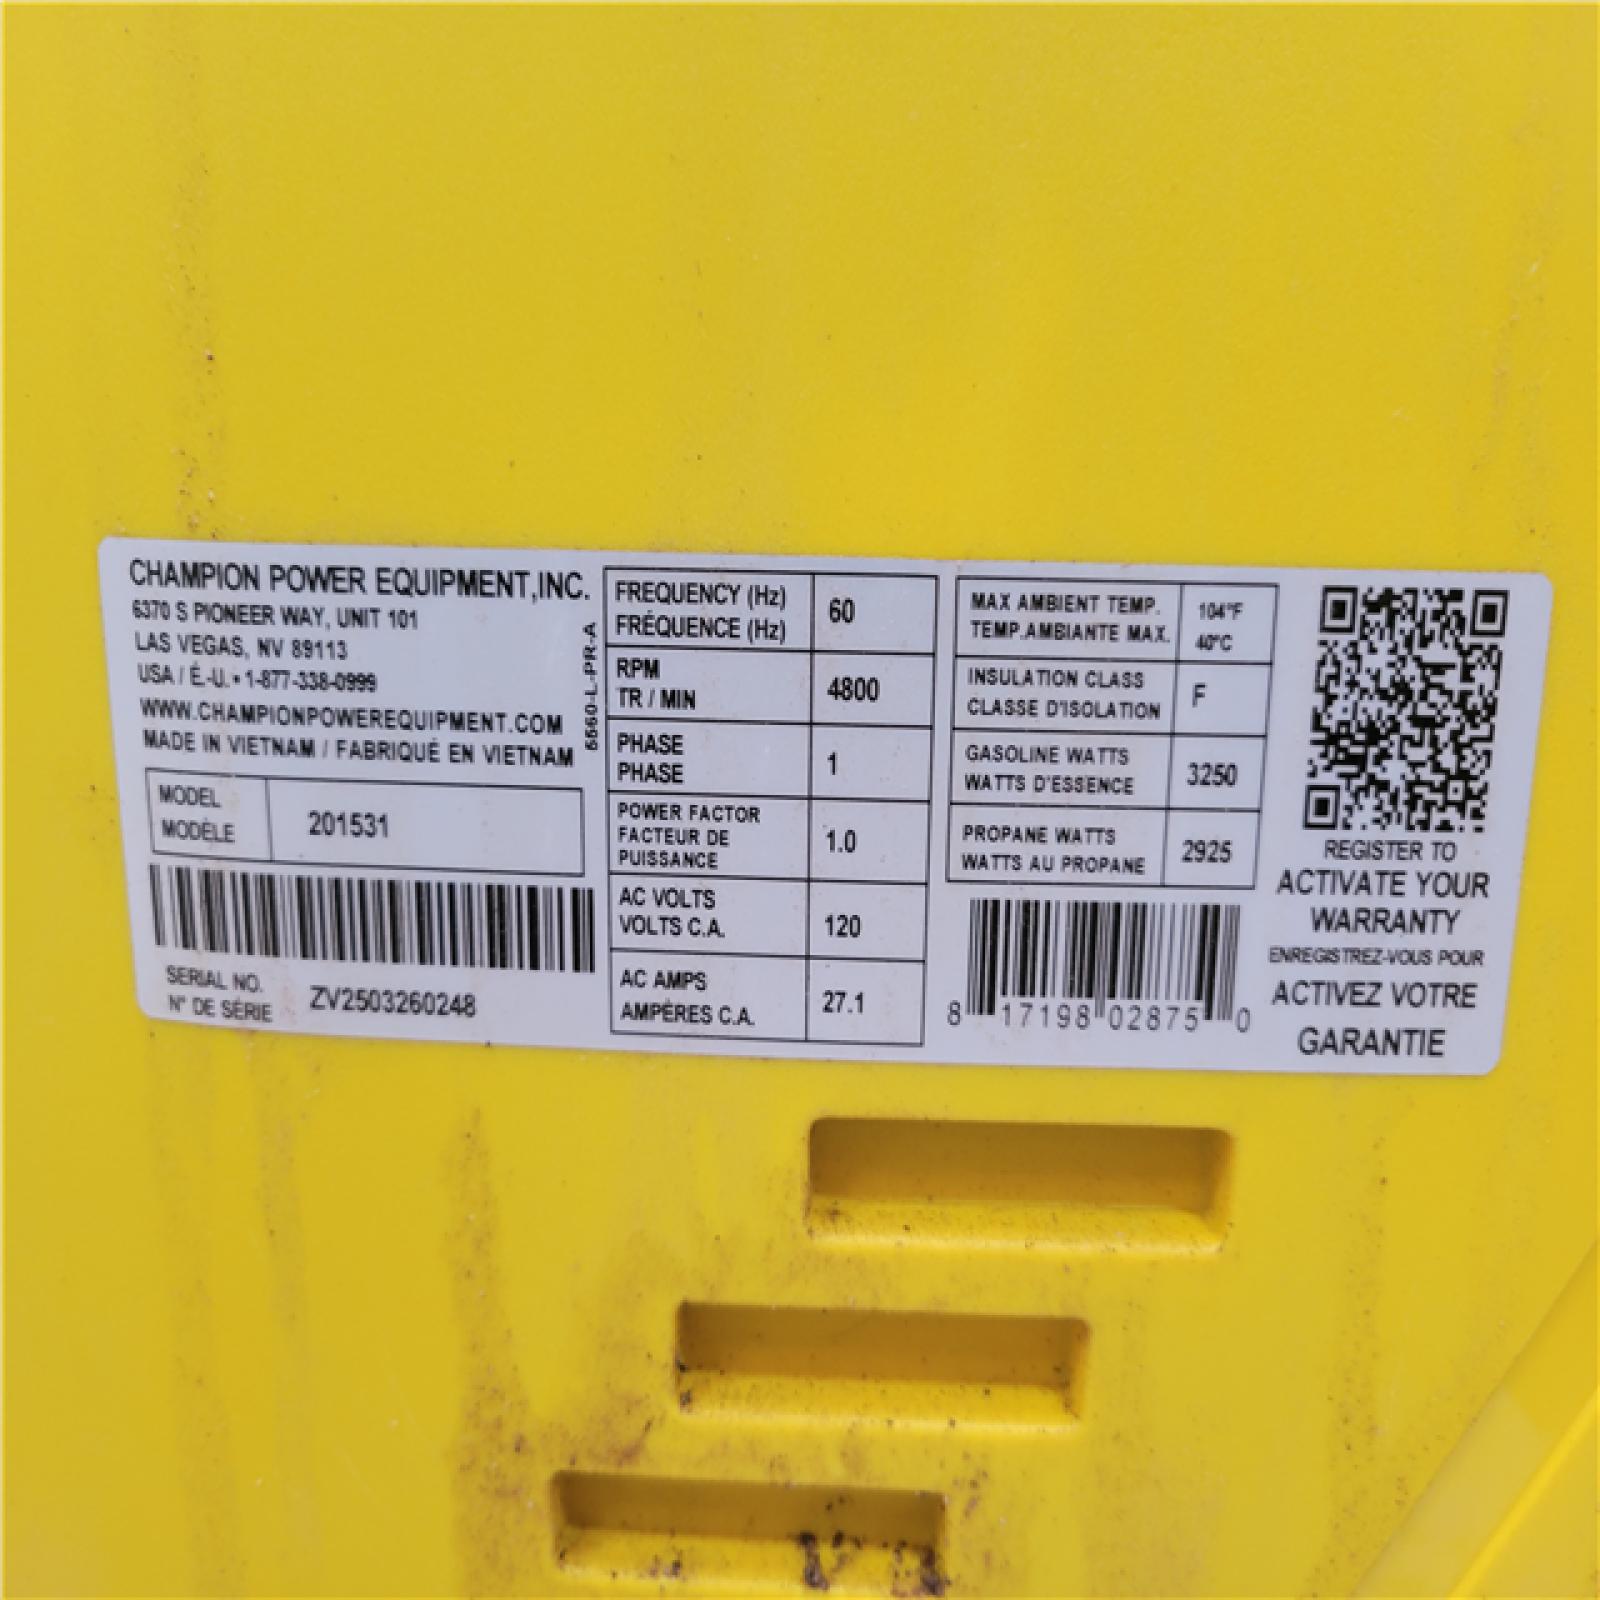 CHAMPION POWER EQUIPMENT,INC.
6370 S PIONEER WAY, UNIT 101
LAS VEGAS, NV 89113
USA / É.-U. • 1-877-338-0999
WWW.CHAMPIONPOWEREQUIPMENT.COM
MADE IN VIETNAM / FABRIQUÉ EN VIETNAM
5560-L-PR-A
MODEL
MODÈLE
201531
SERIAL NO.
N° DE SÉRIE
ZV2503260248
FREQUENCY (Hz)
FRÉQUENCE (Hz)
60
RPM
TR / MIN
4800
PHASE
PHASE
1
POWER FACTOR
FACTEUR DE
PUISSANCE
1.0
AC VOLTS
VOLTS C.A.
120
AC AMPS
AMPÈRES C.A.
27.1
MAX AMBIENT TEMP.
TEMP.AMBIANTE MAX.
104°F
40°C
INSULATION CLASS
CLASSE D'ISOLATION
F
GASOLINE WATTS
WATTS D'ESSENCE
3250
PROPANE WATTS
WATTS AU PROPANE
2925
8 17198 02875 0
REGISTER TO
ACTIVATE YOUR
WARRANTY
ENREGISTREZ-VOUS POUR
ACTIVEZ VOTRE
GARANTIE